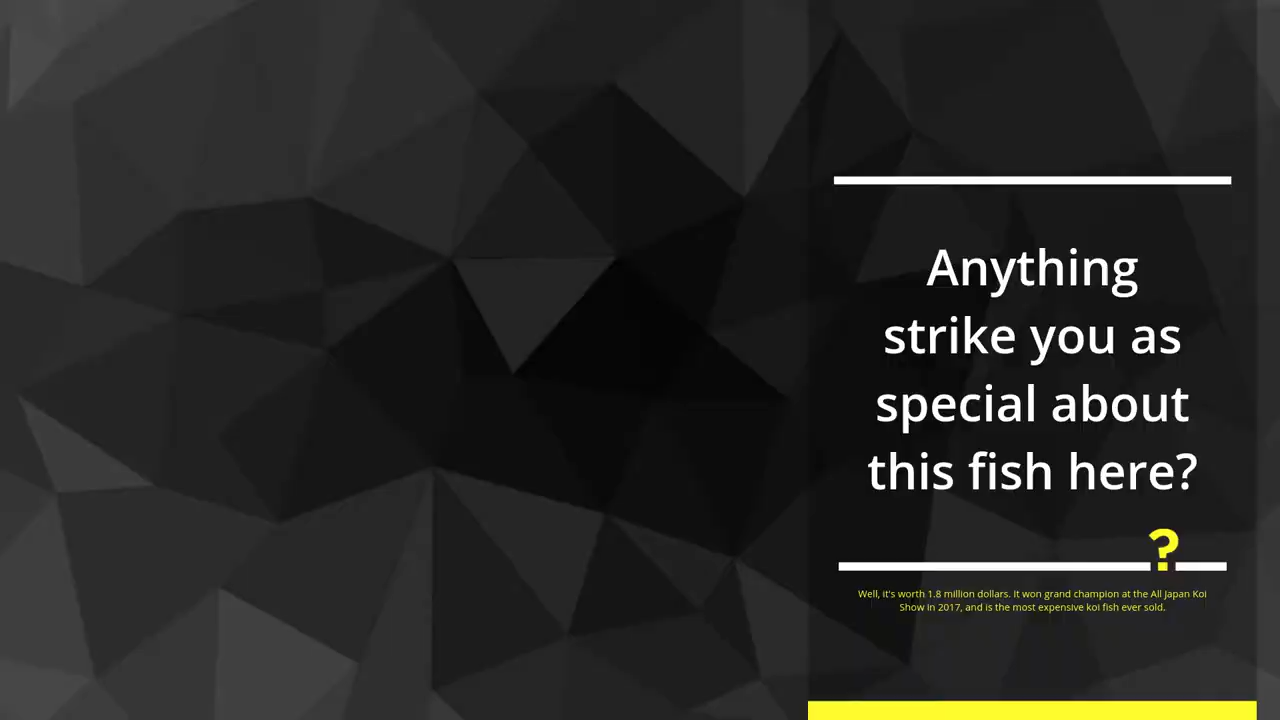 Anything
strike you as
special about
this fish here?
?
Well, it's worth 1.8 million dollars. It won grand champion at the All Japan Koi
Show in 2017, and is the most expensive koi fish ever sold.